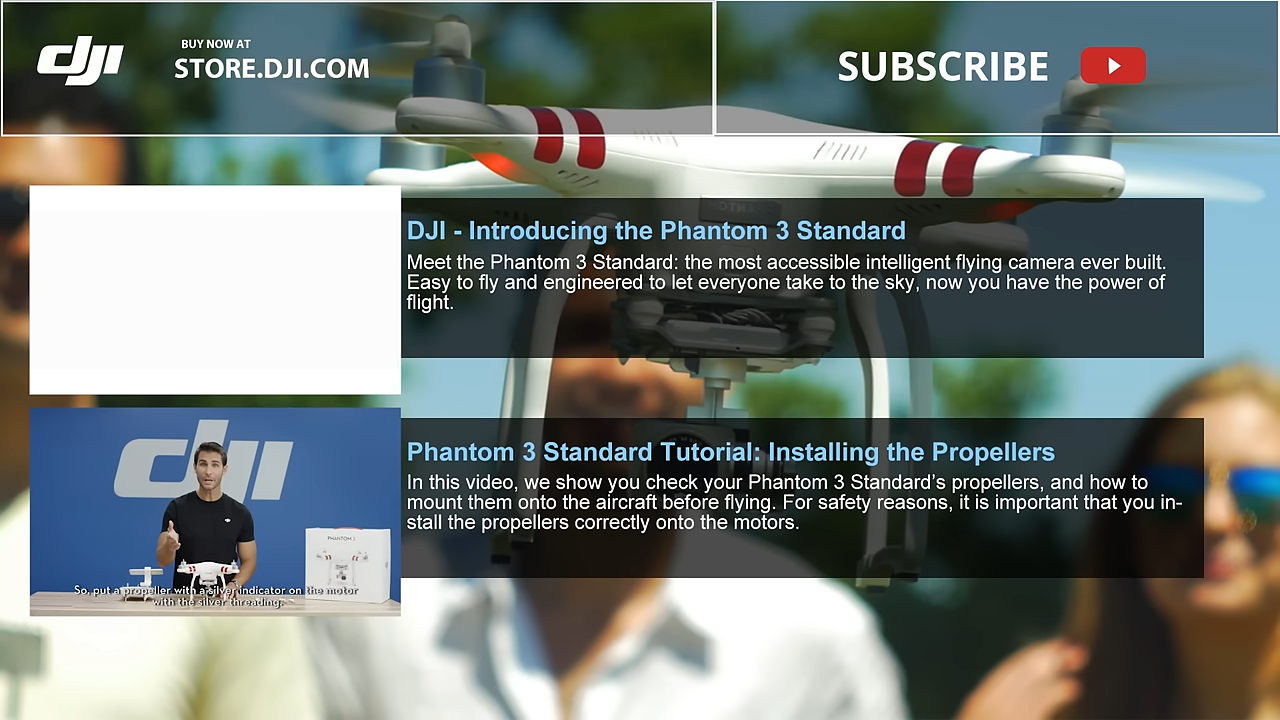 dji
BUY NOW AT
STORE.DJI.COM
SUBSCRIBE
DJI - Introducing the Phantom 3 Standard
Meet the Phantom 3 Standard: the most accessible intelligent flying camera ever built.
Easy to fly and engineered to let everyone take to the sky, now you have the power of
flight.
dji
PHANTOM 3
So, put a propeller with a silver indicator on the motor
with the silver threading.
Phantom 3 Standard Tutorial: Installing the Propellers
In this video, we show you check your Phantom 3 Standard’s propellers, and how to
mount them onto the aircraft before flying. For safety reasons, it is important that you in-
stall the propellers correctly onto the motors.